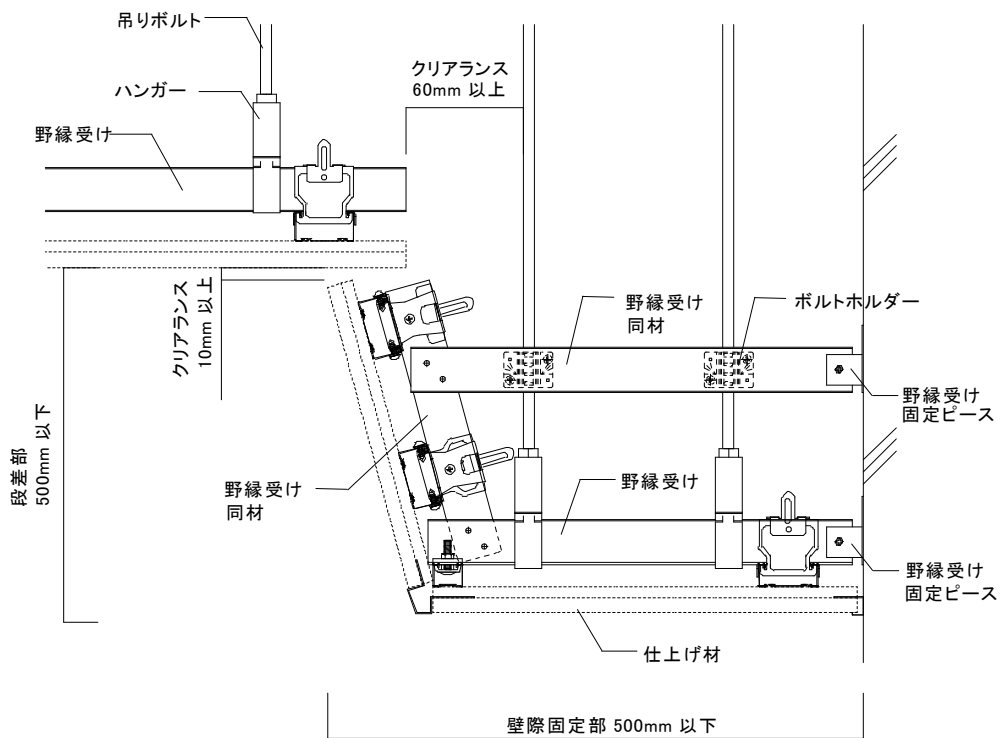 吊りボルト
クリアランス
60mm 以上
ハンガー
野縁受け
クリアランス
10mm 以上
野縁受け
同材
ボルトホルダー
野縁受け
固定ピース
段差部
500mm 以下
野縁受け
同材
野縁受け
野縁受け
固定ピース
仕上げ材
壁際固定部 500mm 以下